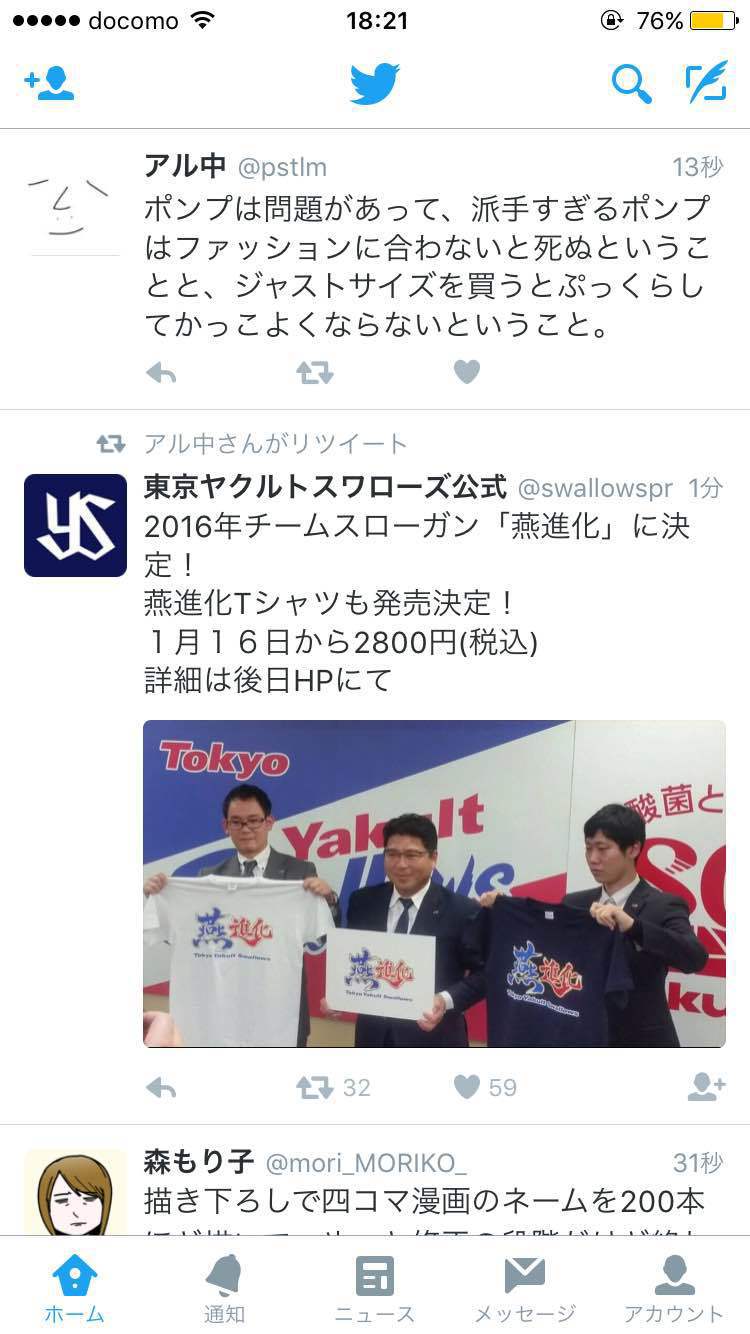 docomo 18:21 76%
アル中 @pstlm 13秒
ポンプは問題があって、派手すぎるポンプ
はファッションに合わないと死ぬということ
とと、ジャストサイズを買うとぷっくらし
てかっこよくならないということ。
アル中さんがリツイート
東京ヤクルトスワローズ公式 @swallowspr 1分
2016年チームスローガン「燕進化」に決
定！
燕進化Tシャツも発売決定！
１月１６日から2800円(税込)
詳細は後日HPにて
Tokyo
Yakult
酸菌と
燕進化
Tokyo Yakult Swallows
燕進化
Tokyo Yakult Swallows
燕進化
Tokyo Yakult Swallows
32 59
森もり子 @mori_MORIKO_ 31秒
描き下ろしで四コマ漫画のネームを200本
ホーム 通知 ニュース メッセージ アカウント